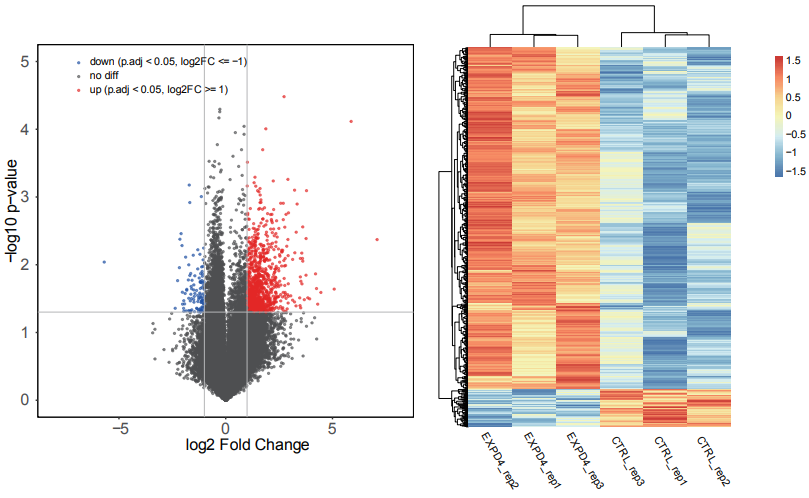 down (p.adj < 0.05, log2FC <= −1)
no diff
up (p.adj < 0.05, log2FC >= 1)
5
4
3
2
1
0
−log10 p−value
−5
0
5
log2 Fold Change
1.5
1
0.5
0
−0.5
−1
−1.5
EXPD4_rep2
EXPD4_rep1
EXPD4_rep3
CTRL_rep3
CTRL_rep1
CTRL_rep2